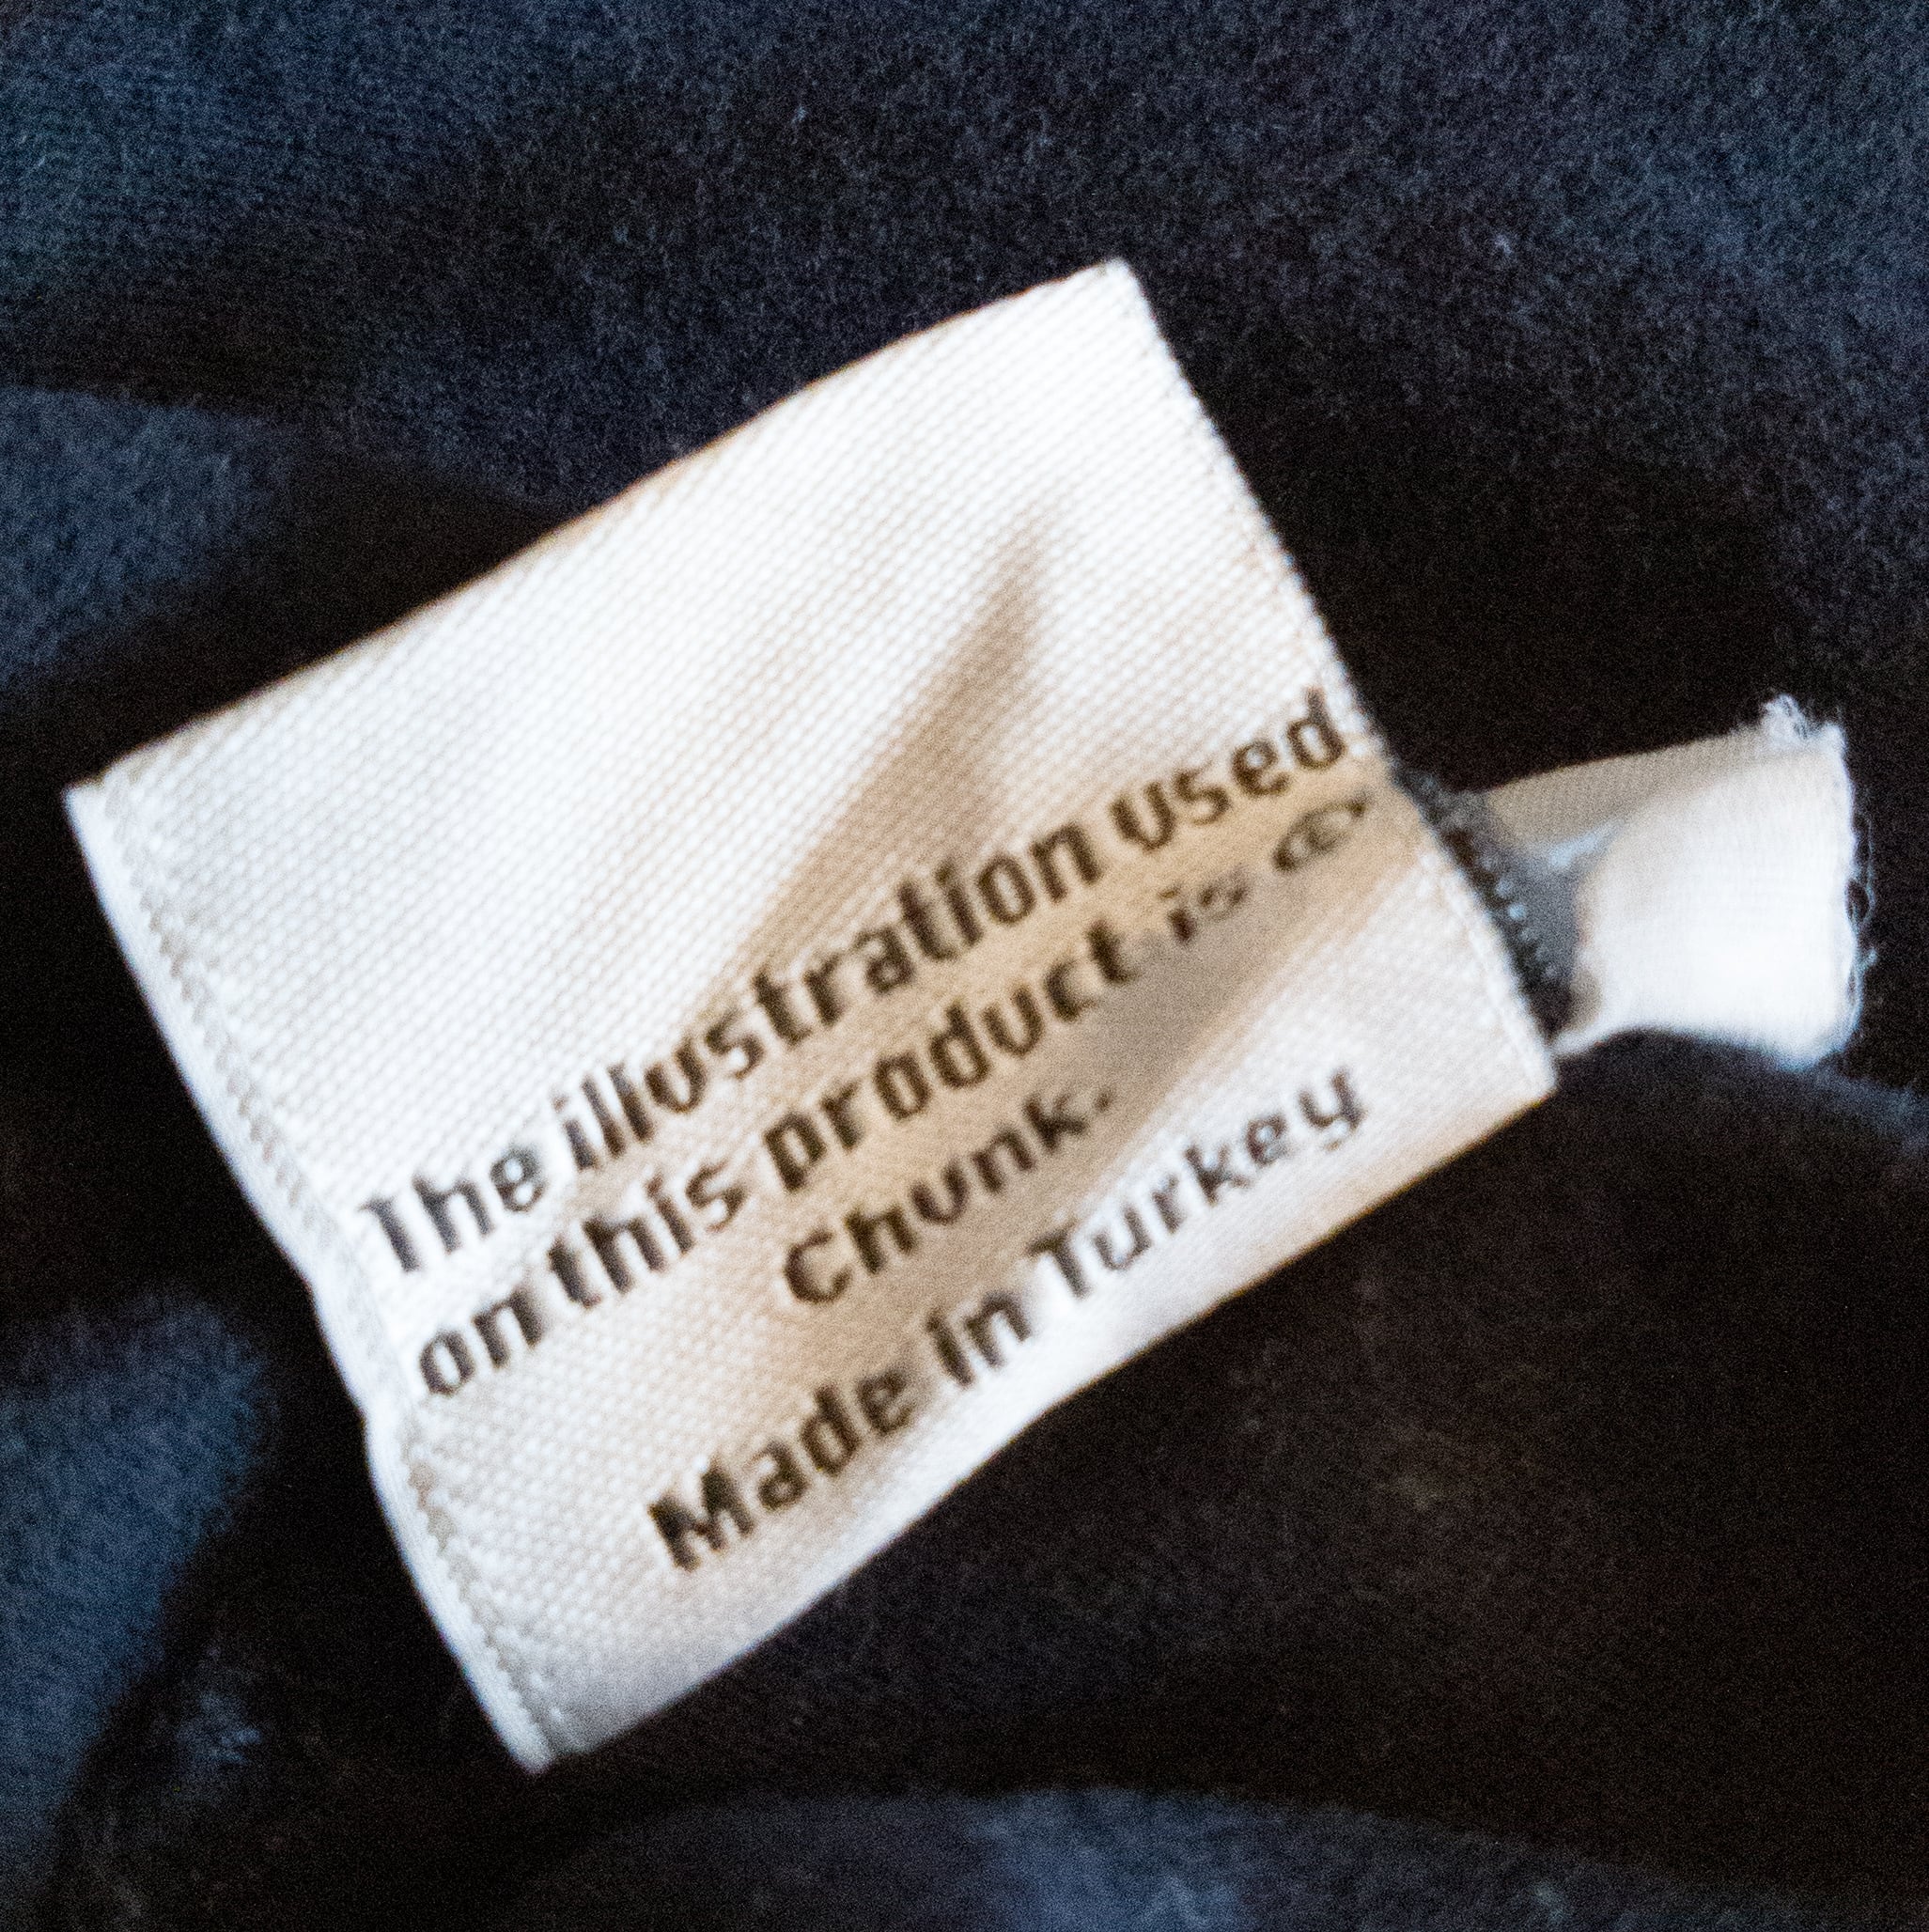 The illustration used
on this product is ©
Chunk.
Made In Turkey